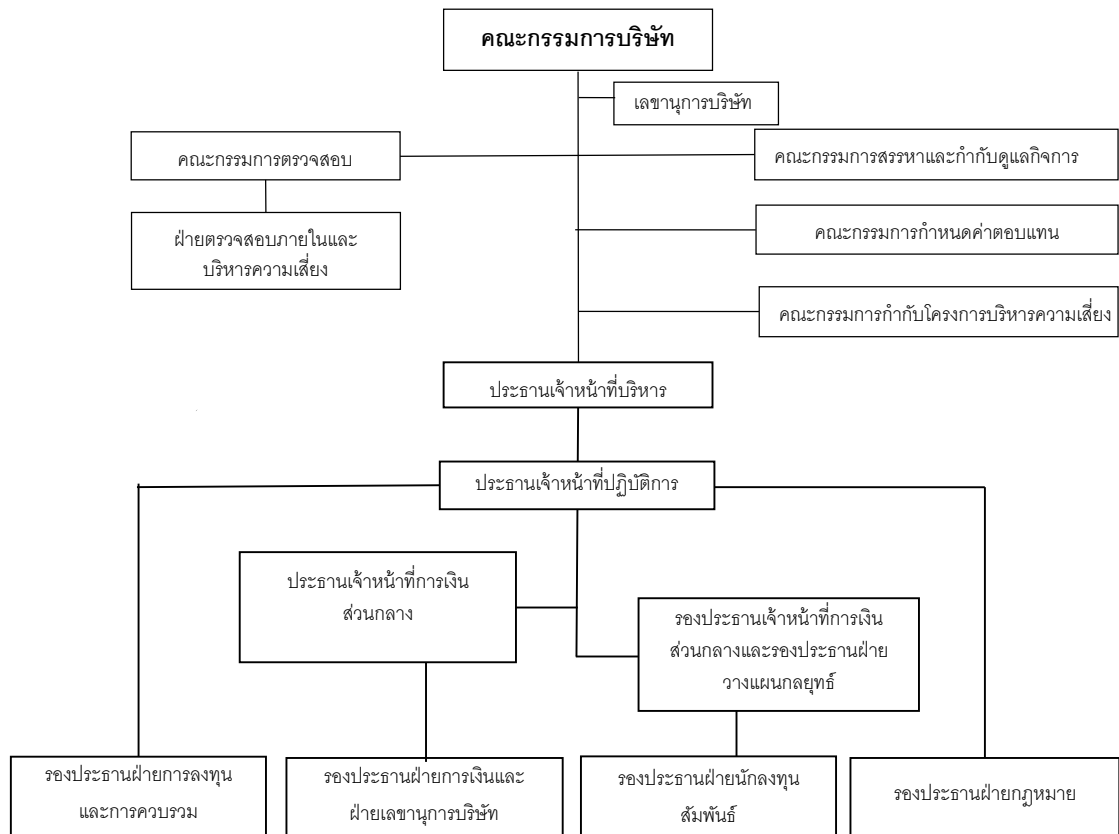 คณะกรรมการบริษัท
เลขานุการบริษัท
คณะกรรมการตรวจสอบ
คณะกรรมการสรรหาและกำกับดูแลกิจการ
ฝ่ายตรวจสอบภายในและ
บริหารความเสี่ยง
คณะกรรมการกำหนดค่าตอบแทน
คณะกรรมการกำกับโครงการบริหารความเสี่ยง
ประธานเจ้าหน้าที่บริหาร
ประธานเจ้าหน้าที่ปฏิบัติการ
ประธานเจ้าหน้าที่การเงิน
ส่วนกลาง
รองประธานเจ้าหน้าที่การเงิน
ส่วนกลางและรองประธานฝ่าย
วางแผนกลยุทธ์
รองประธานฝ่ายการลงทุน
และการควบรวม
รองประธานฝ่ายการเงินและ
ฝ่ายเลขานุการบริษัท
รองประธานฝ่ายนักลงทุน
สัมพันธ์
รองประธานฝ่ายกฎหมาย